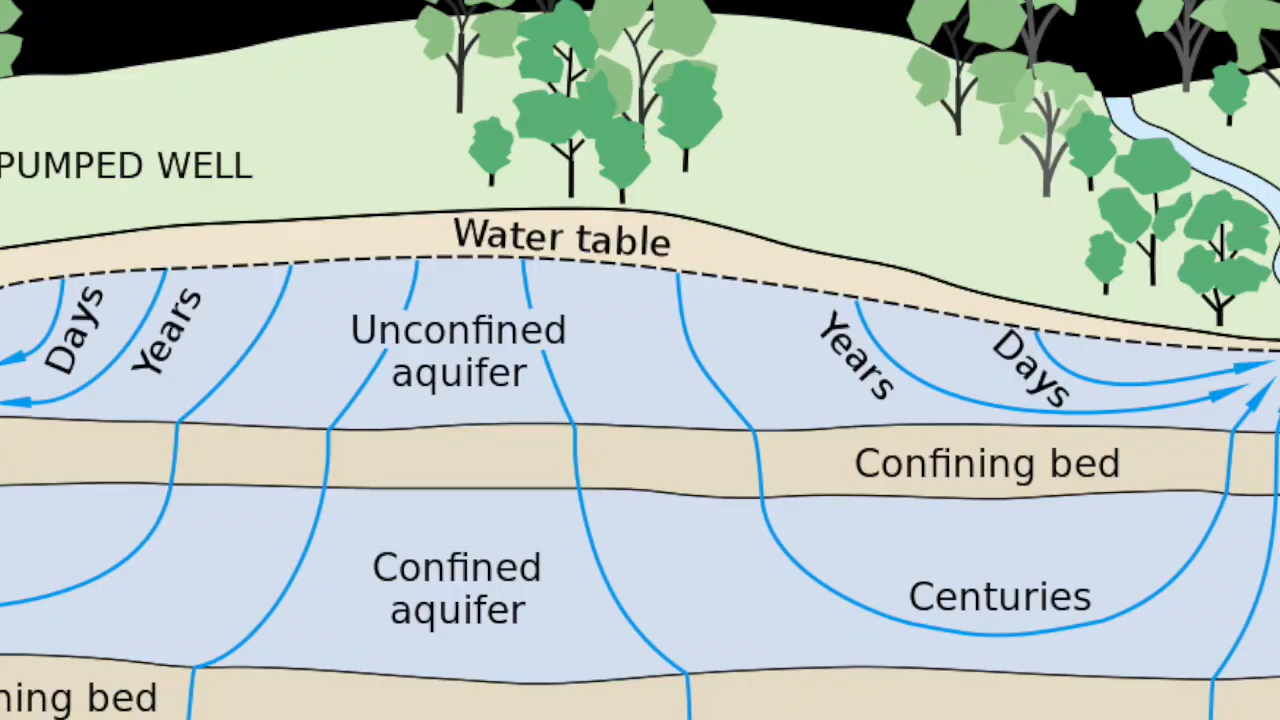 PUMPED WELL
Water table
Days
Years
Unconfined
aquifer
Years
Days
Confining bed
Confined
aquifer
Centuries
ning bed